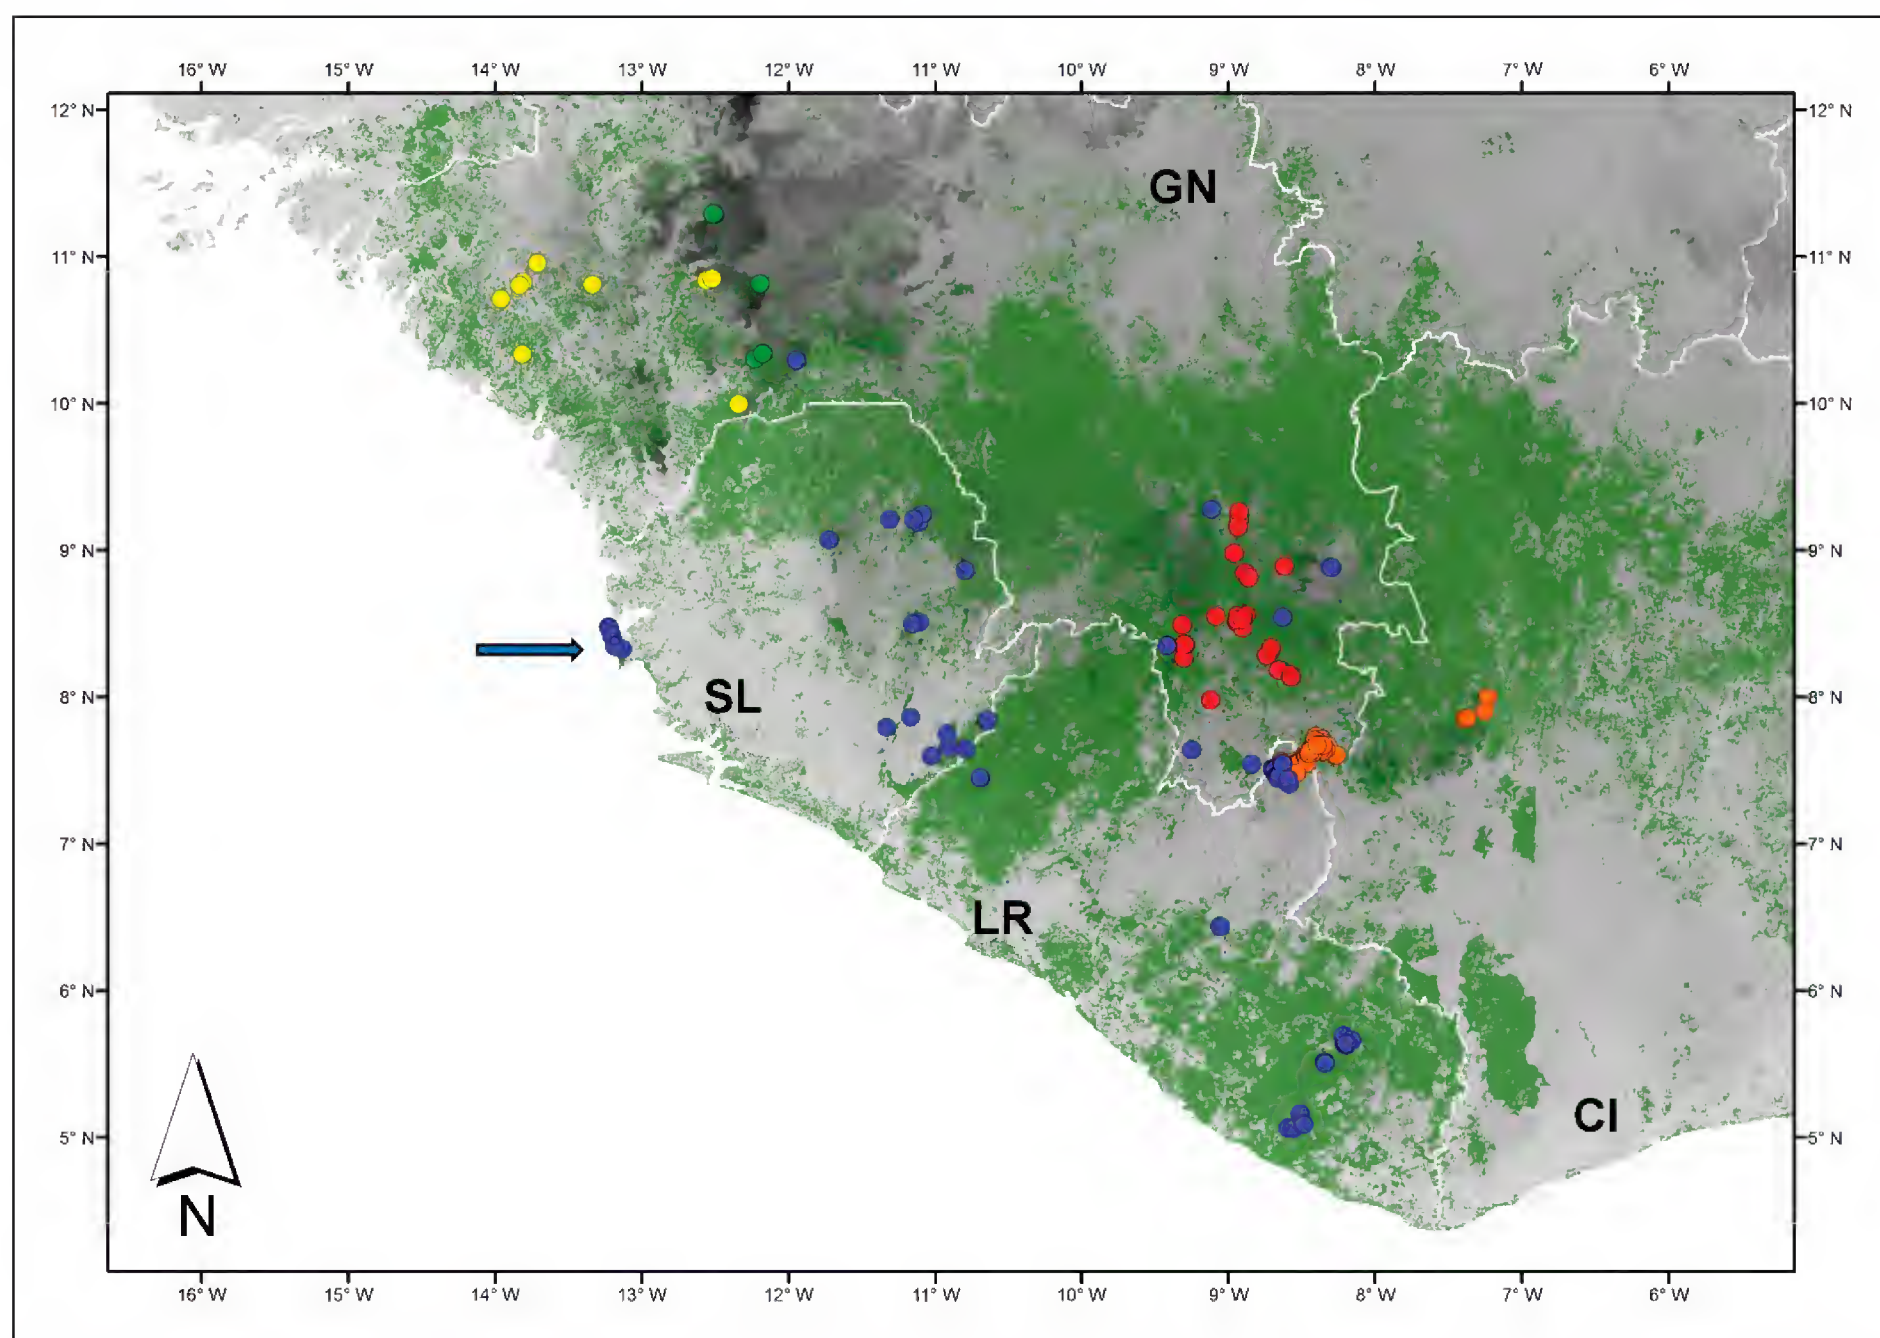 16° W 15° W 14° W 13° W 12° W 11° W 10° W 9° W 8° W 7° W 6° W
12° N 12° N
GN
11° N 11° N
10° N 10° N
9° N 9° N
8° N SL 8° N
7° N 7° N
LR
6° N 6° N
CI
5° N 5° N
N
16° W 15° W 14° W 13° W 12° W 11° W 10° W 9° W 8° W 7° W 6° W